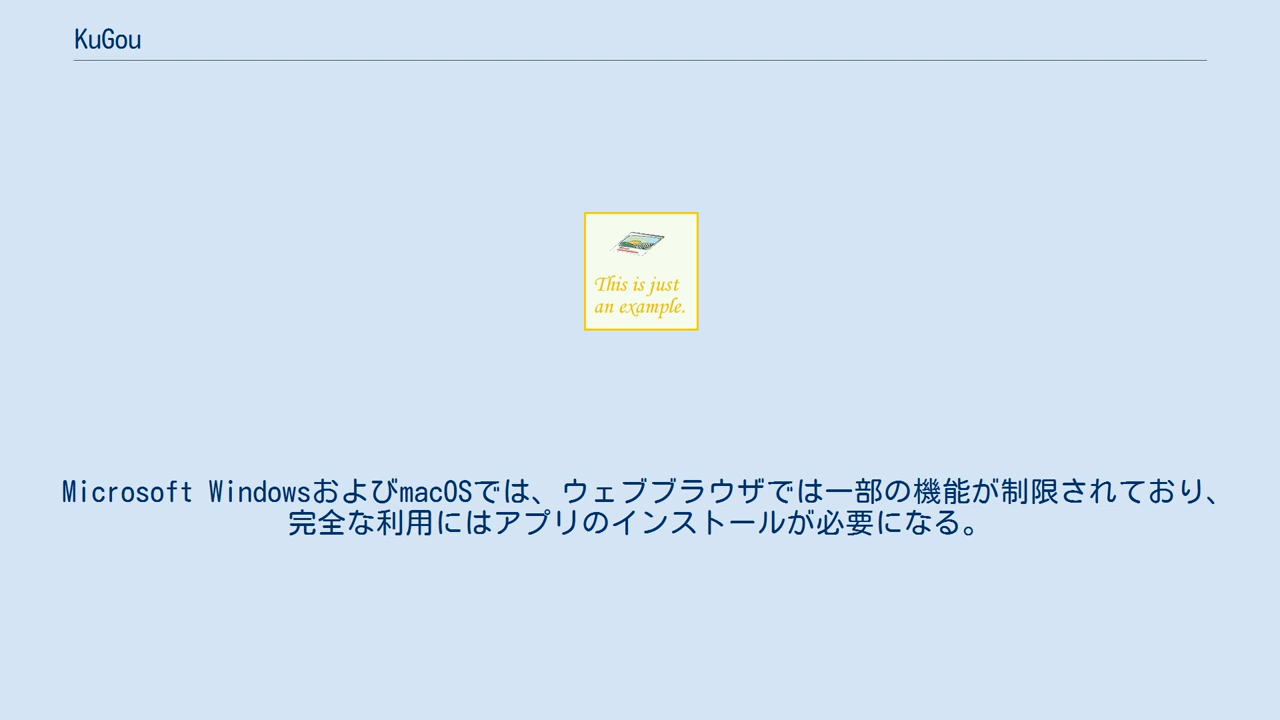 KuGou
This is just
an example.
Microsoft WindowsおよびmacOSでは、ウェブブラウザでは一部の機能が制限されており、
完全な利用にはアプリのインストールが必要になる。